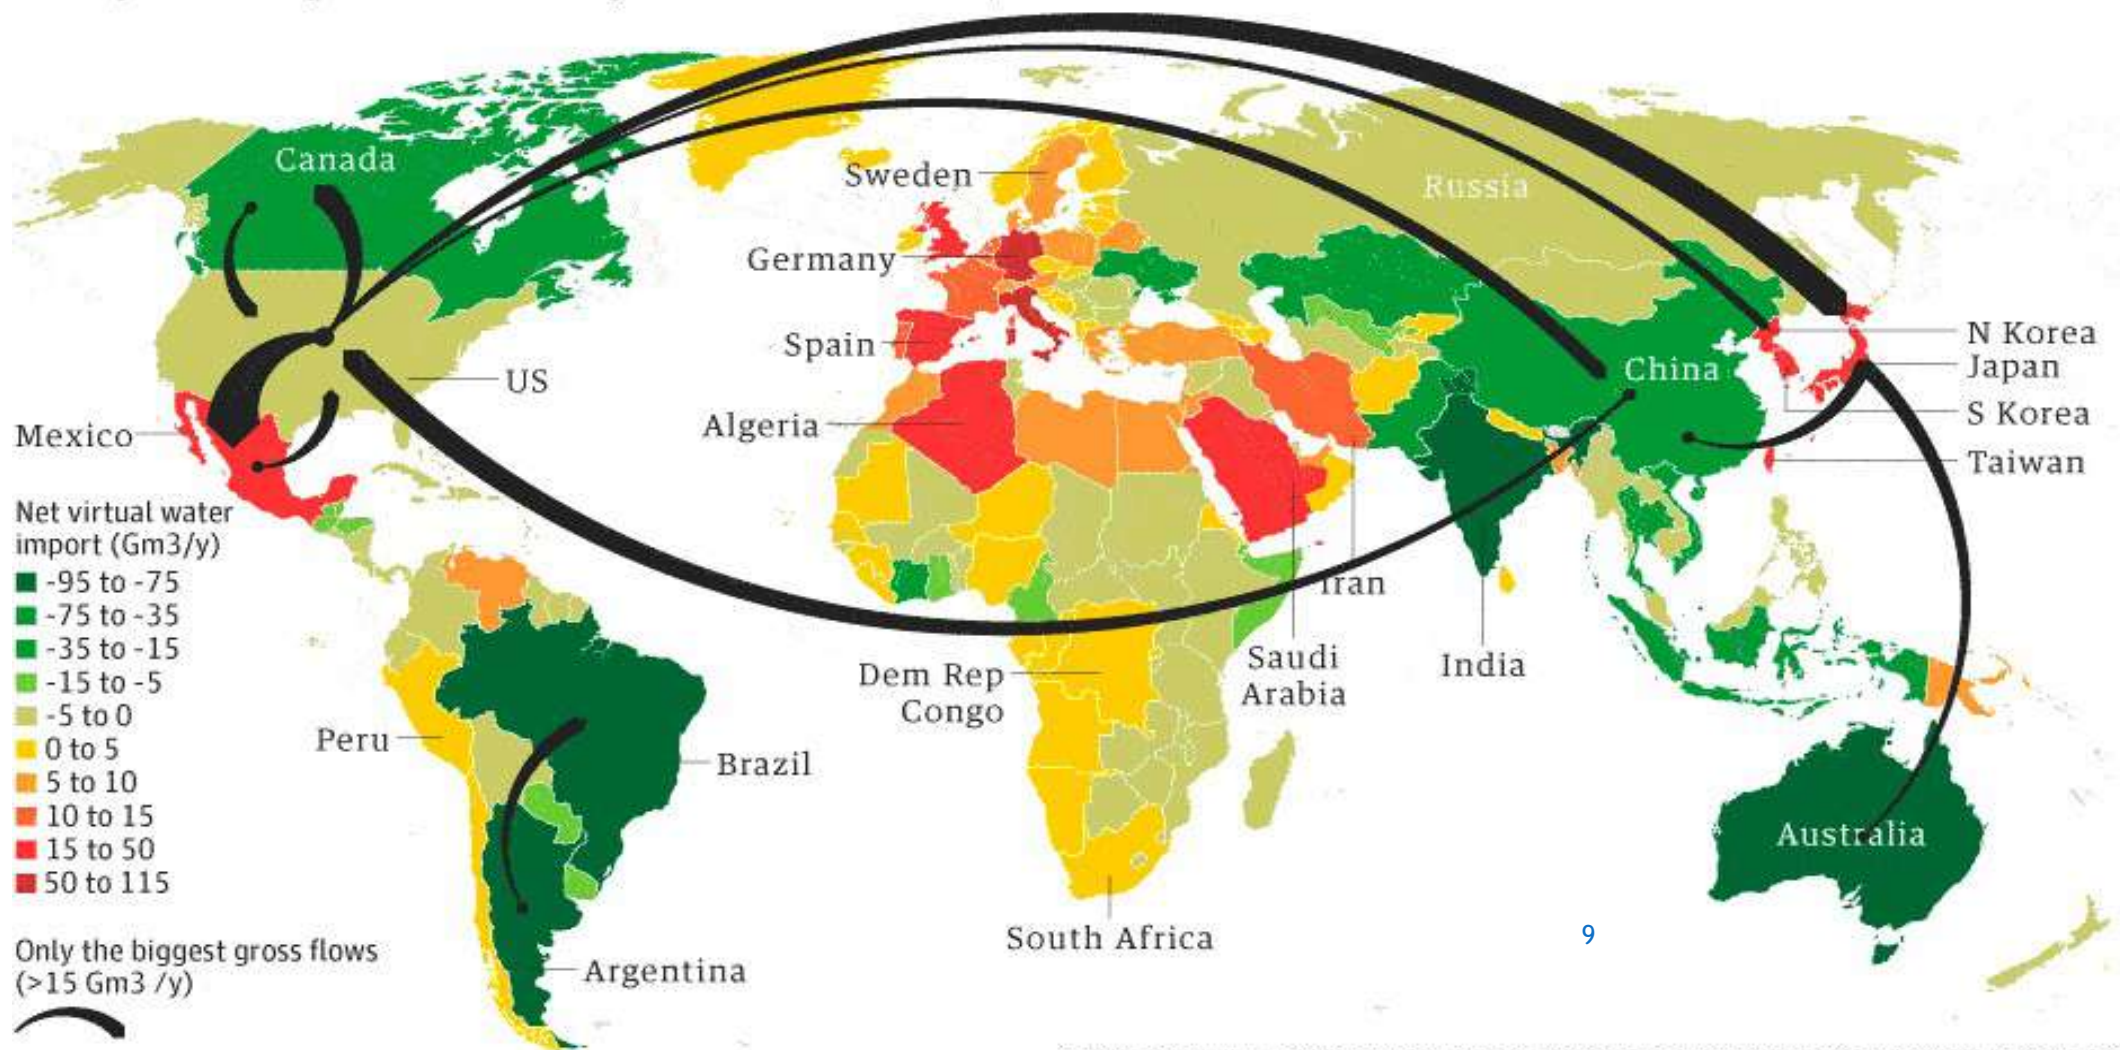 Canada
Sweden
Russia
Germany
Spain
N Korea
Japan
China
US
S Korea
Algeria
Mexico
Taiwan
Net virtual water
import (Gm3/y)
-95 to -75
-75 to -35
-35 to -15
-15 to -5
-5 to 0
0 to 5
5 to 10
10 to 15
15 to 50
50 to 115
Iran
Saudi
Arabia
India
Dem Rep
Congo
Peru
Brazil
Australia
South Africa
9
Argentina
Only the biggest gross flows
(>15 Gm3 /y)